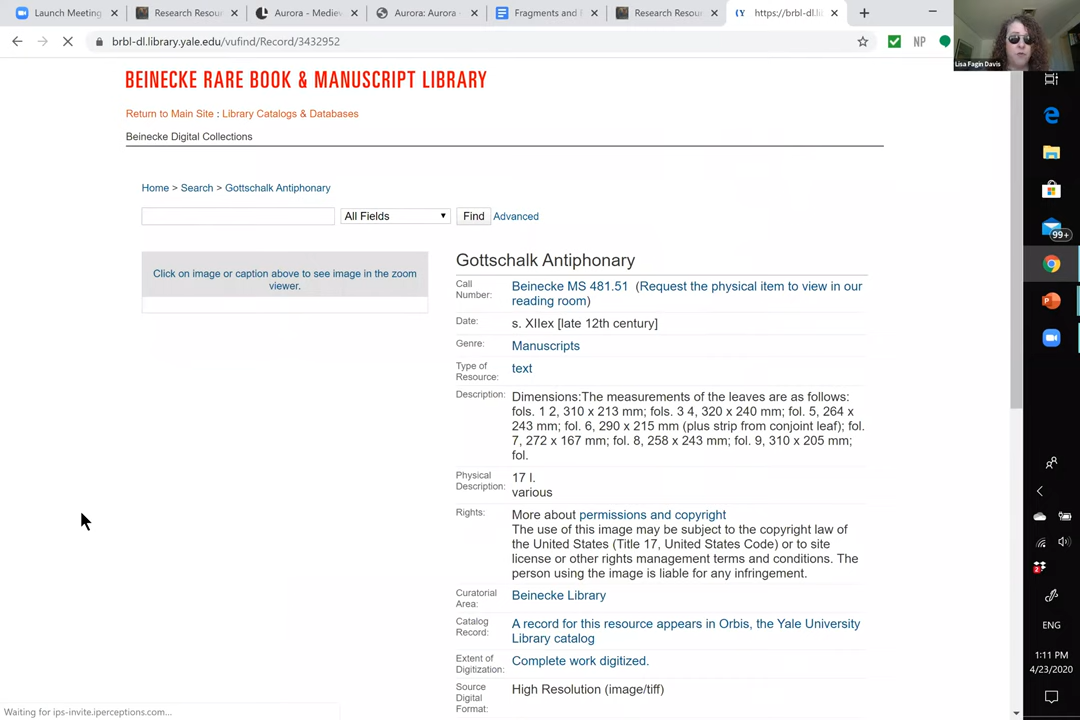 Launch Meeting
Research Resou
Aurora - Mediev
Aurora: Aurora
Fragments and
Research Resou
https://brbl-dl.li
brbl-dl.library.yale.edu/vufind/Record/3432952
NP
Lisa Fagin Davis
BEINECKE RARE BOOK & MANUSCRIPT LIBRARY
Return to Main Site : Library Catalogs & Databases
Beinecke Digital Collections
Home > Search > Gottschalk Antiphonary
All Fields
Find
Advanced
Click on image or caption above to see image in the zoom
viewer.
Gottschalk Antiphonary
Call
Number:
Beinecke MS 481.51 (Request the physical item to view in our
reading room)
Date:
s. XIIex [late 12th century]
Genre:
Manuscripts
Type of
Resource:
text
Description:
Dimensions:The measurements of the leaves are as follows:
fols. 1 2, 310 x 213 mm; fols. 3 4, 320 x 240 mm; fol. 5, 264 x
243 mm; fol. 6, 290 x 215 mm (plus strip from conjoint leaf); fol.
7, 272 x 167 mm; fol. 8, 258 x 243 mm; fol. 9, 310 x 205 mm;
fol.
Physical
Description:
17 l.
various
Rights:
More about permissions and copyright
The use of this image may be subject to the copyright law of
the United States (Title 17, United States Code) or to site
license or other rights management terms and conditions. The
person using the image is liable for any infringement.
Curatorial
Area:
Beinecke Library
Catalog
Record:
A record for this resource appears in Orbis, the Yale University
Library catalog
Extent of
Digitization:
Complete work digitized.
Source
Digital
Format:
High Resolution (image/tiff)
Waiting for ips-invite.iperceptions.com...
99+
2
ENG
1:11 PM
4/23/2020